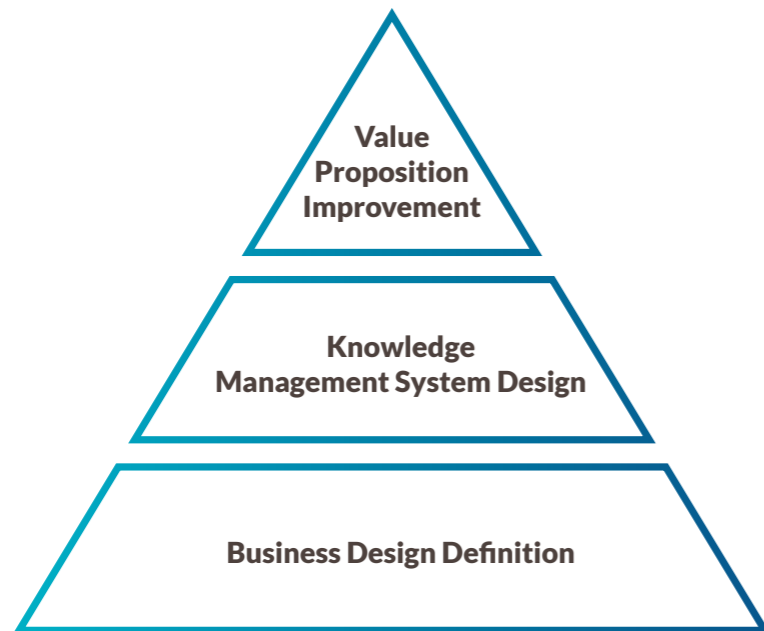 Value
Proposition
Improvement
Knowledge
Management System Design
Business Design Definition